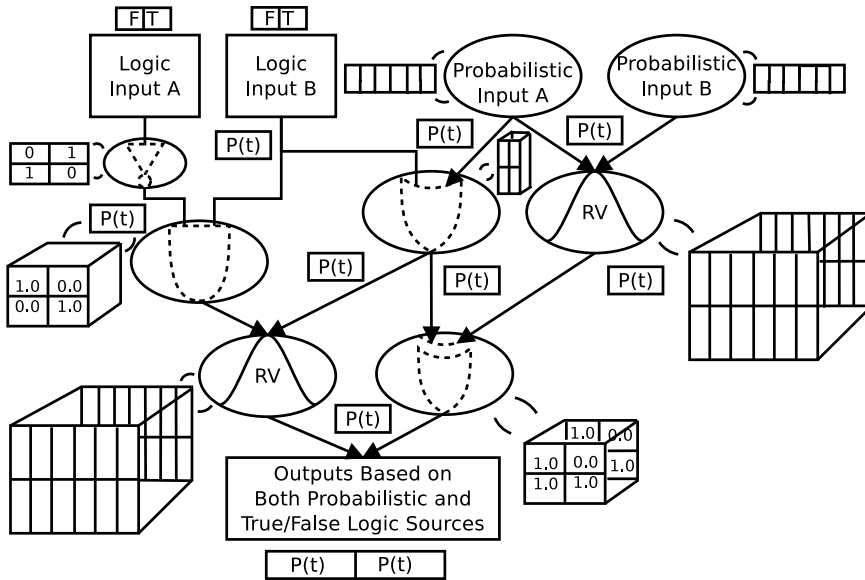 F T
F T
Logic
Input A
Logic
Input B
Probabilistic
Input A
Probabilistic
Input B
P(t)
P(t)
P(t)
0 1
1 0
P(t)
RV
1.0 0.0
0.0 1.0
P(t)
P(t)
P(t)
RV
P(t)
1.0 0.0
1.0 0.0 1.0
1.0 1.0
Outputs Based on
Both Probabilistic and
True/False Logic Sources
P(t) P(t)